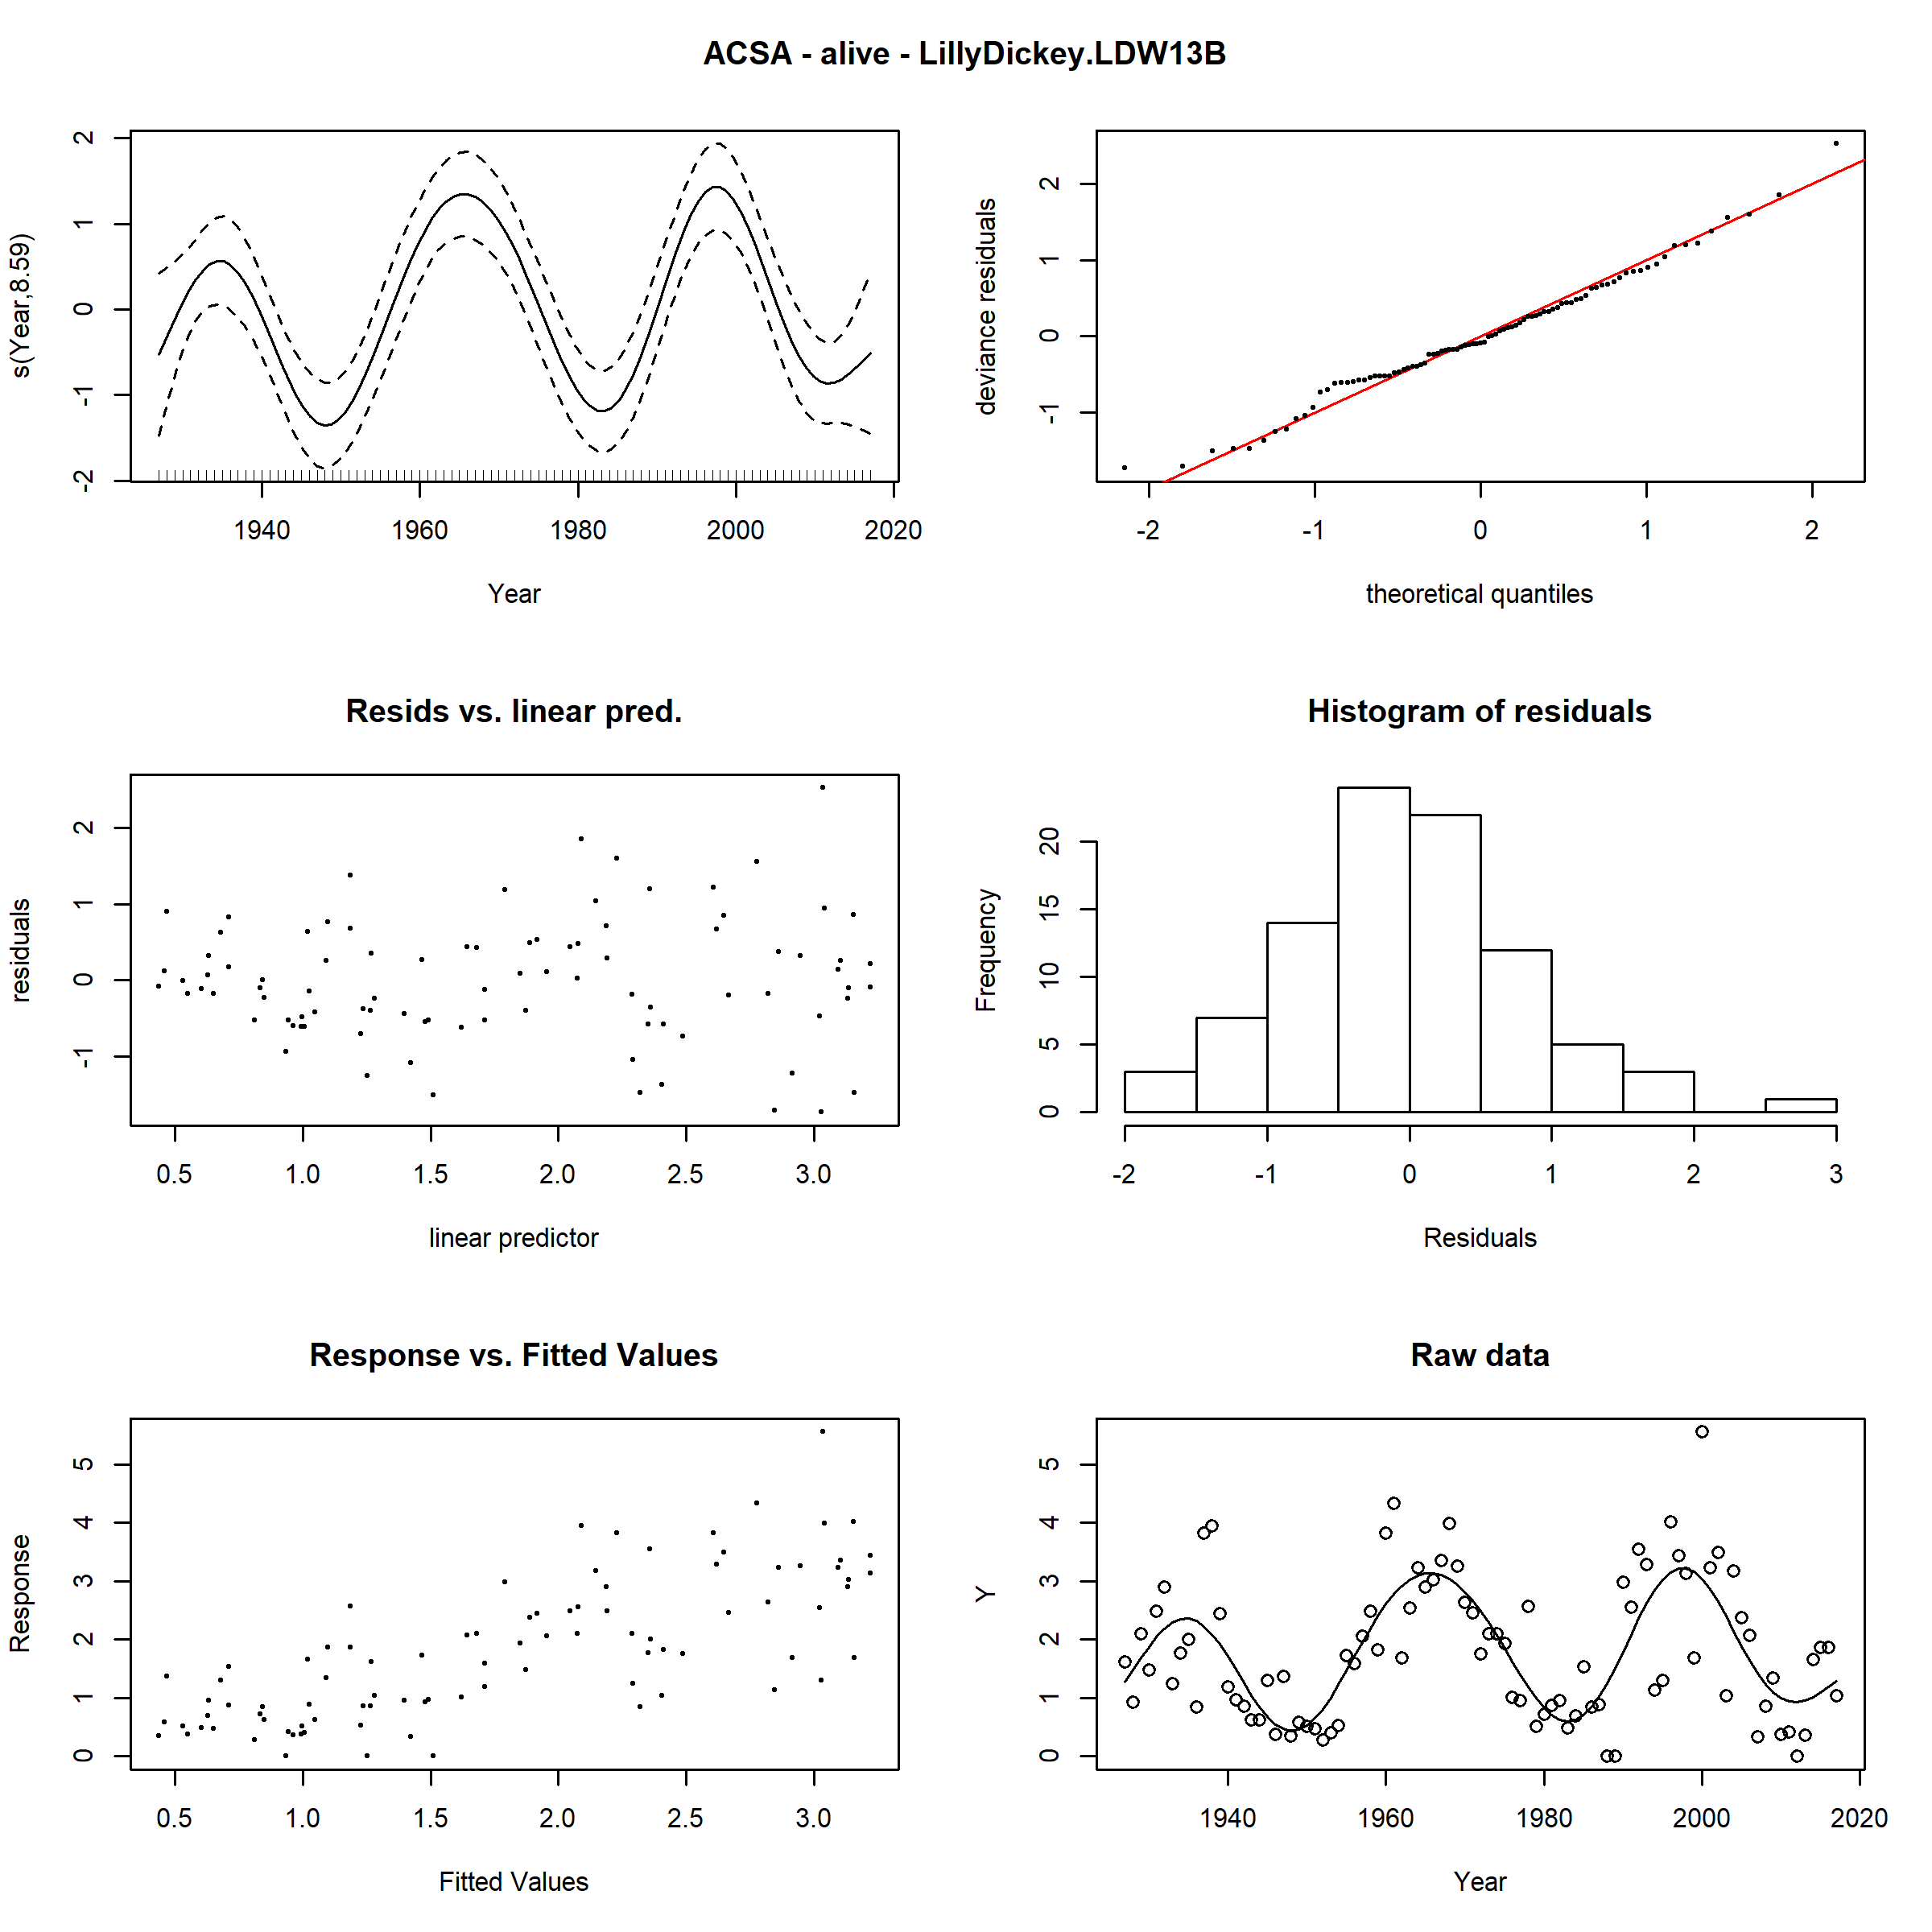 ACSA - alive - LillyDickey.LDW13B
s(Year,8.59)
2
1
0
-1
-2
1940 1960 1980 2000 2020
Year
deviance residuals
2
1
0
-1
-2 -1 0 1 2
theoretical quantiles
Resids vs. linear pred.
residuals
2
1
0
-1
0.5 1.0 1.5 2.0 2.5 3.0
linear predictor
Histogram of residuals
Frequency
20
15
10
5
0
-2 -1 0 1 2 3
Residuals
Response vs. Fitted Values
Response
5
4
3
2
1
0
0.5 1.0 1.5 2.0 2.5 3.0
Fitted Values
Raw data
Y
5
4
3
2
1
0
1940 1960 1980 2000 2020
Year